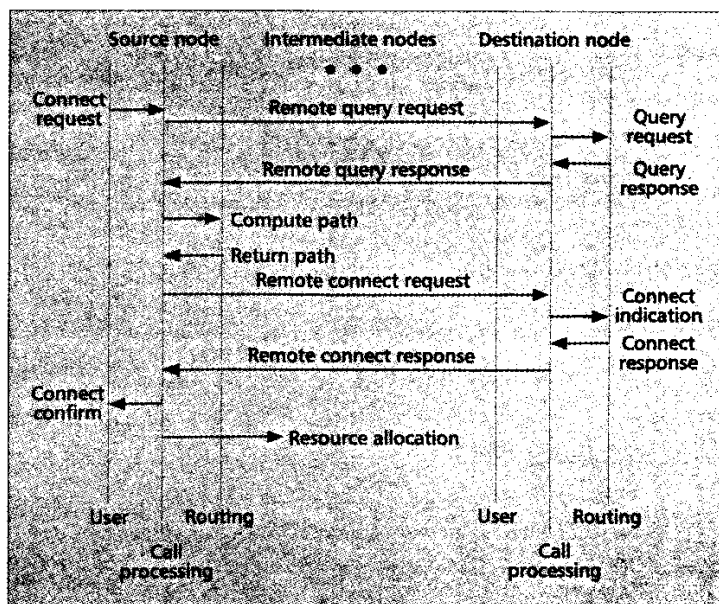 Source node Intermediate nodes Destination node
Connect
request
Remote query request
Query
request
Remote query response
Query
response
Compute path
Return path
Remote connect request
Connect
indication
Remote connect response
Connect
response
Connect
confirm
Resource allocation
User Routing User Routing
Call
processing
Call
processing